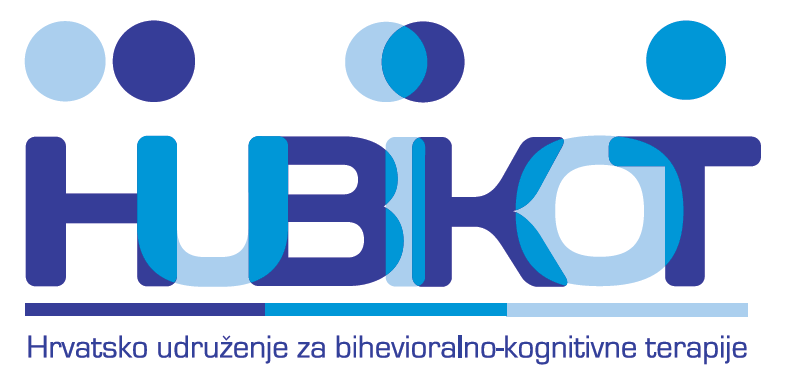 HUBIKOT
Hrvatsko udruženje za bihevioralno-kognitivne terapije